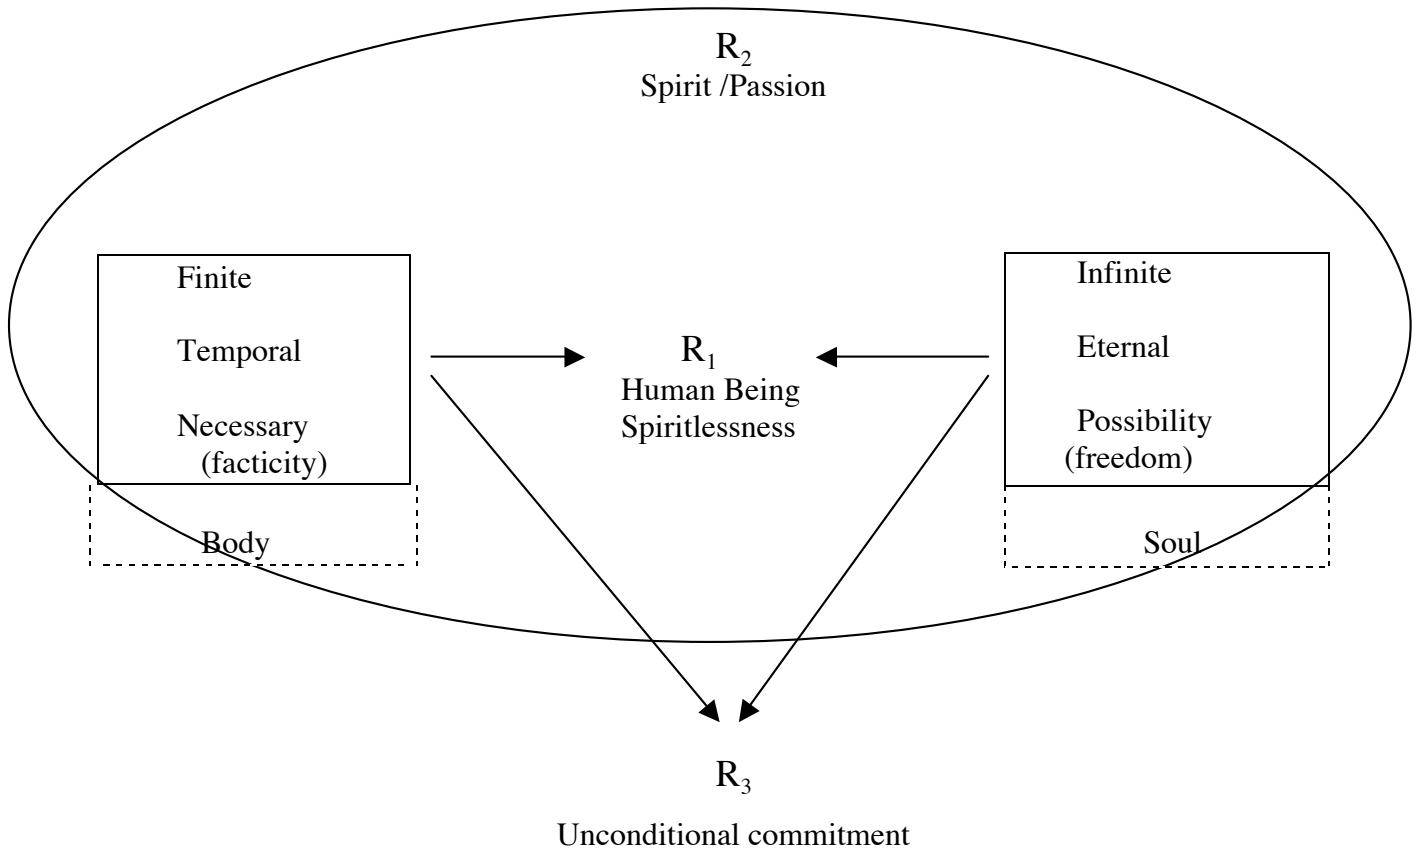 R₂
Spirit /Passion
Finite
Temporal
Necessary
(facticity)
Body
R₁
Human Being
Spiritlessness
Infinite
Eternal
Possibility
(freedom)
Soul
R₃
Unconditional commitment